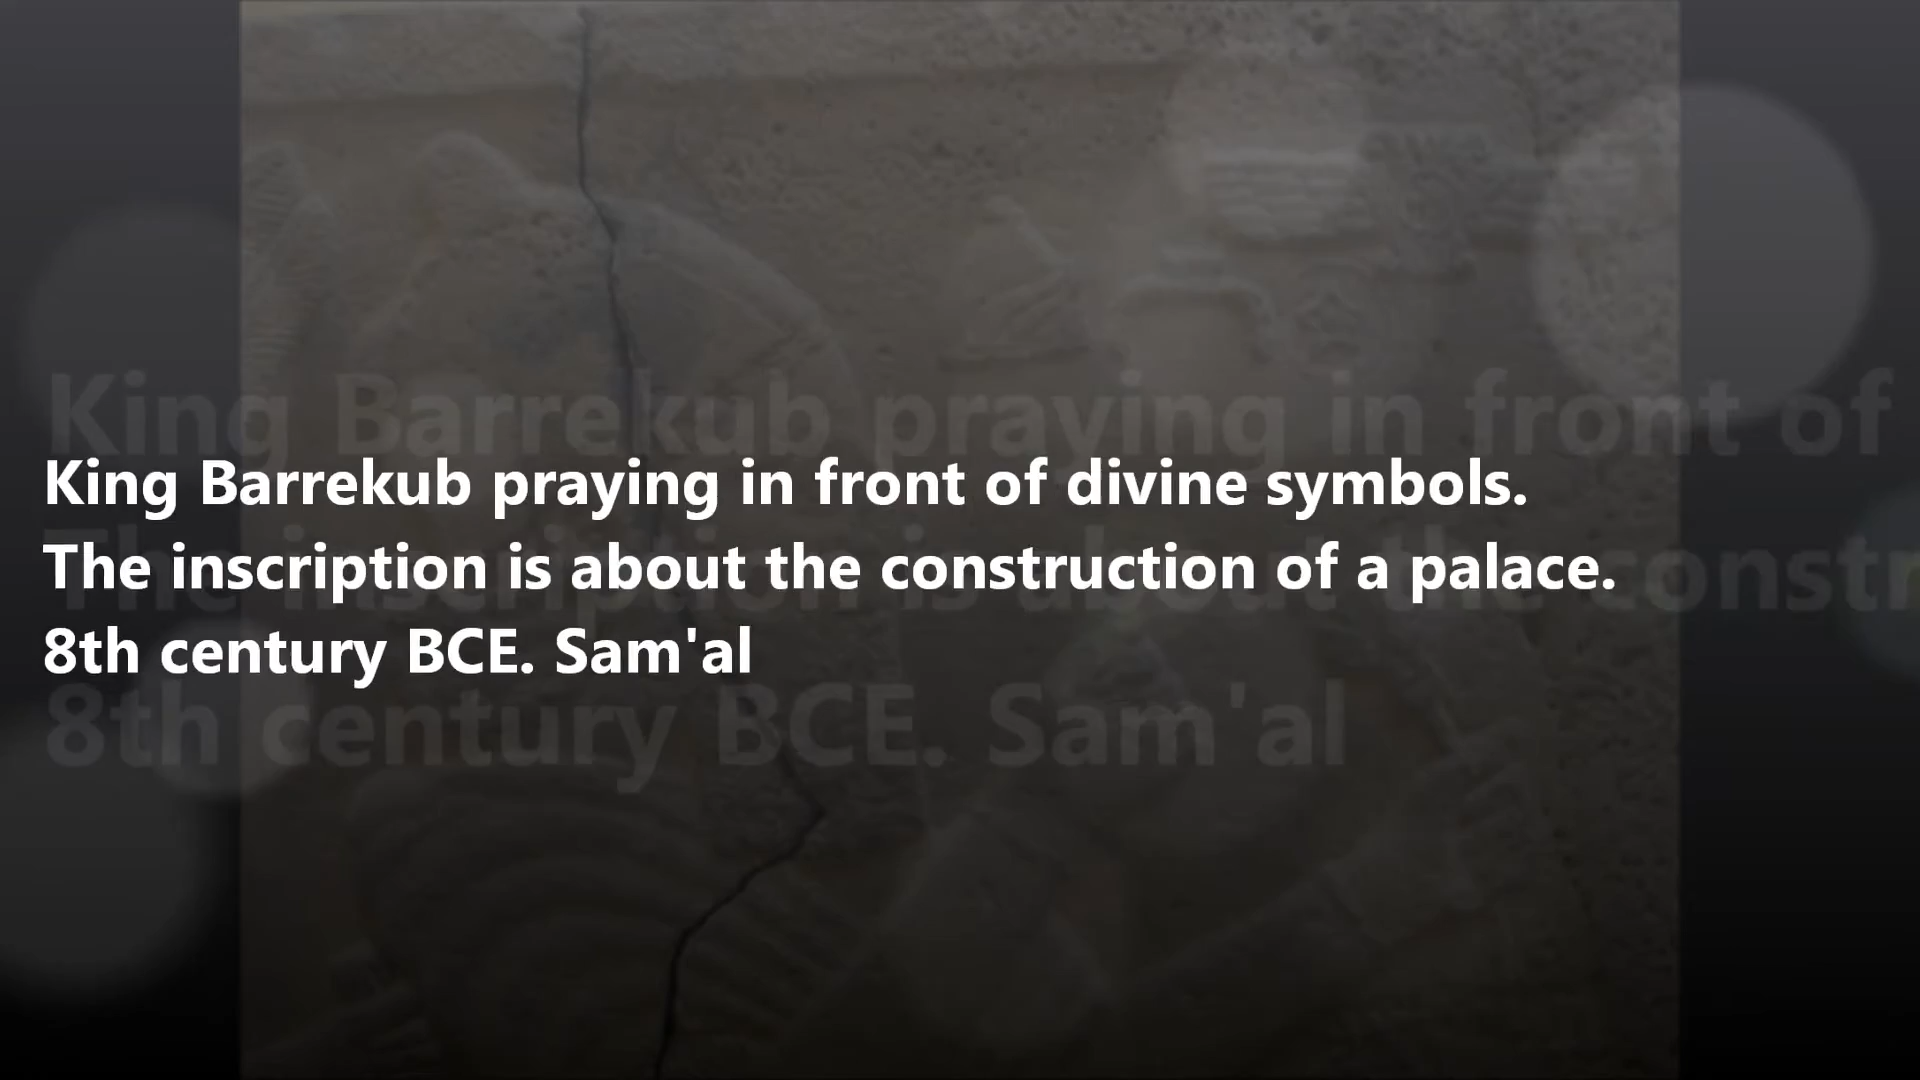 King Barrekub praying in front of divine symbols.
The inscription is about the construction of a palace.
8th century BCE. Sam'al